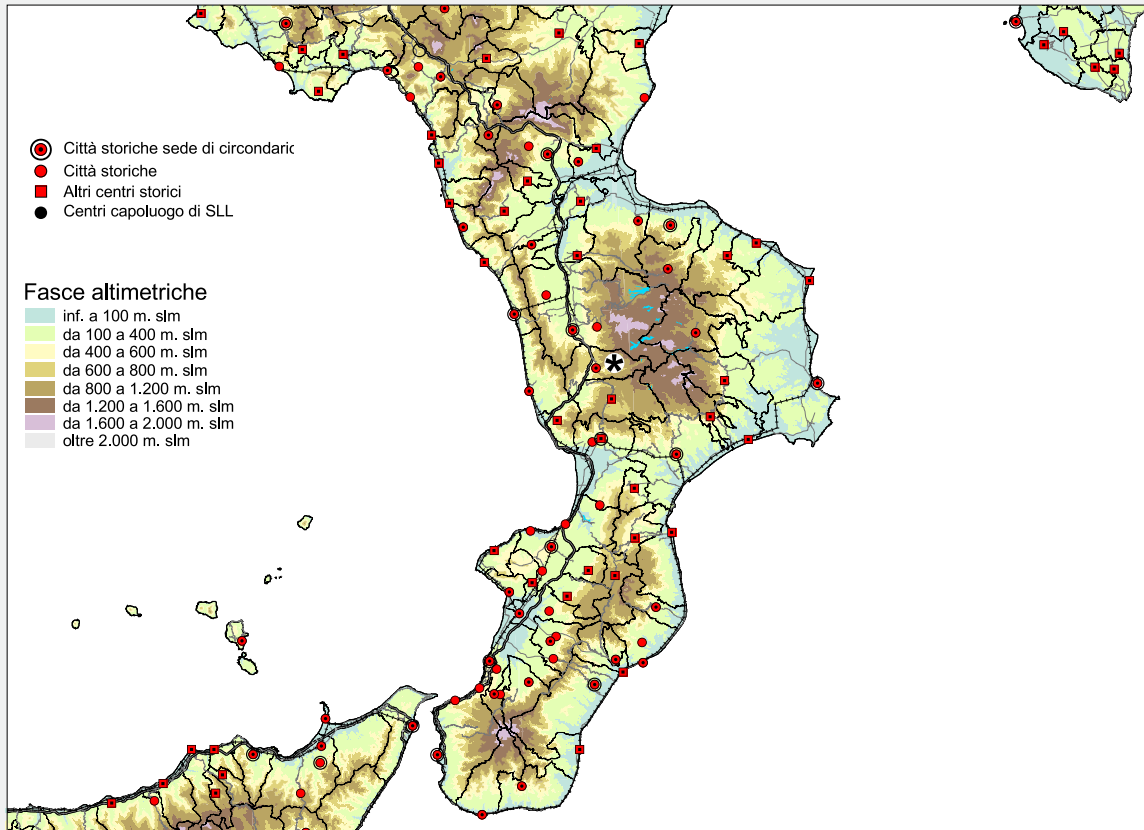 Città storiche sede di circondario
Città storiche
Altri centri storici
Centri capoluogo di SLL
Fasce altimetriche
inf. a 100 m. slm
da 100 a 400 m. slm
da 400 a 600 m. slm
da 600 a 800 m. slm
da 800 a 1.200 m. slm
da 1.200 a 1.600 m. slm
da 1.600 a 2.000 m. slm
oltre 2.000 m. slm
*